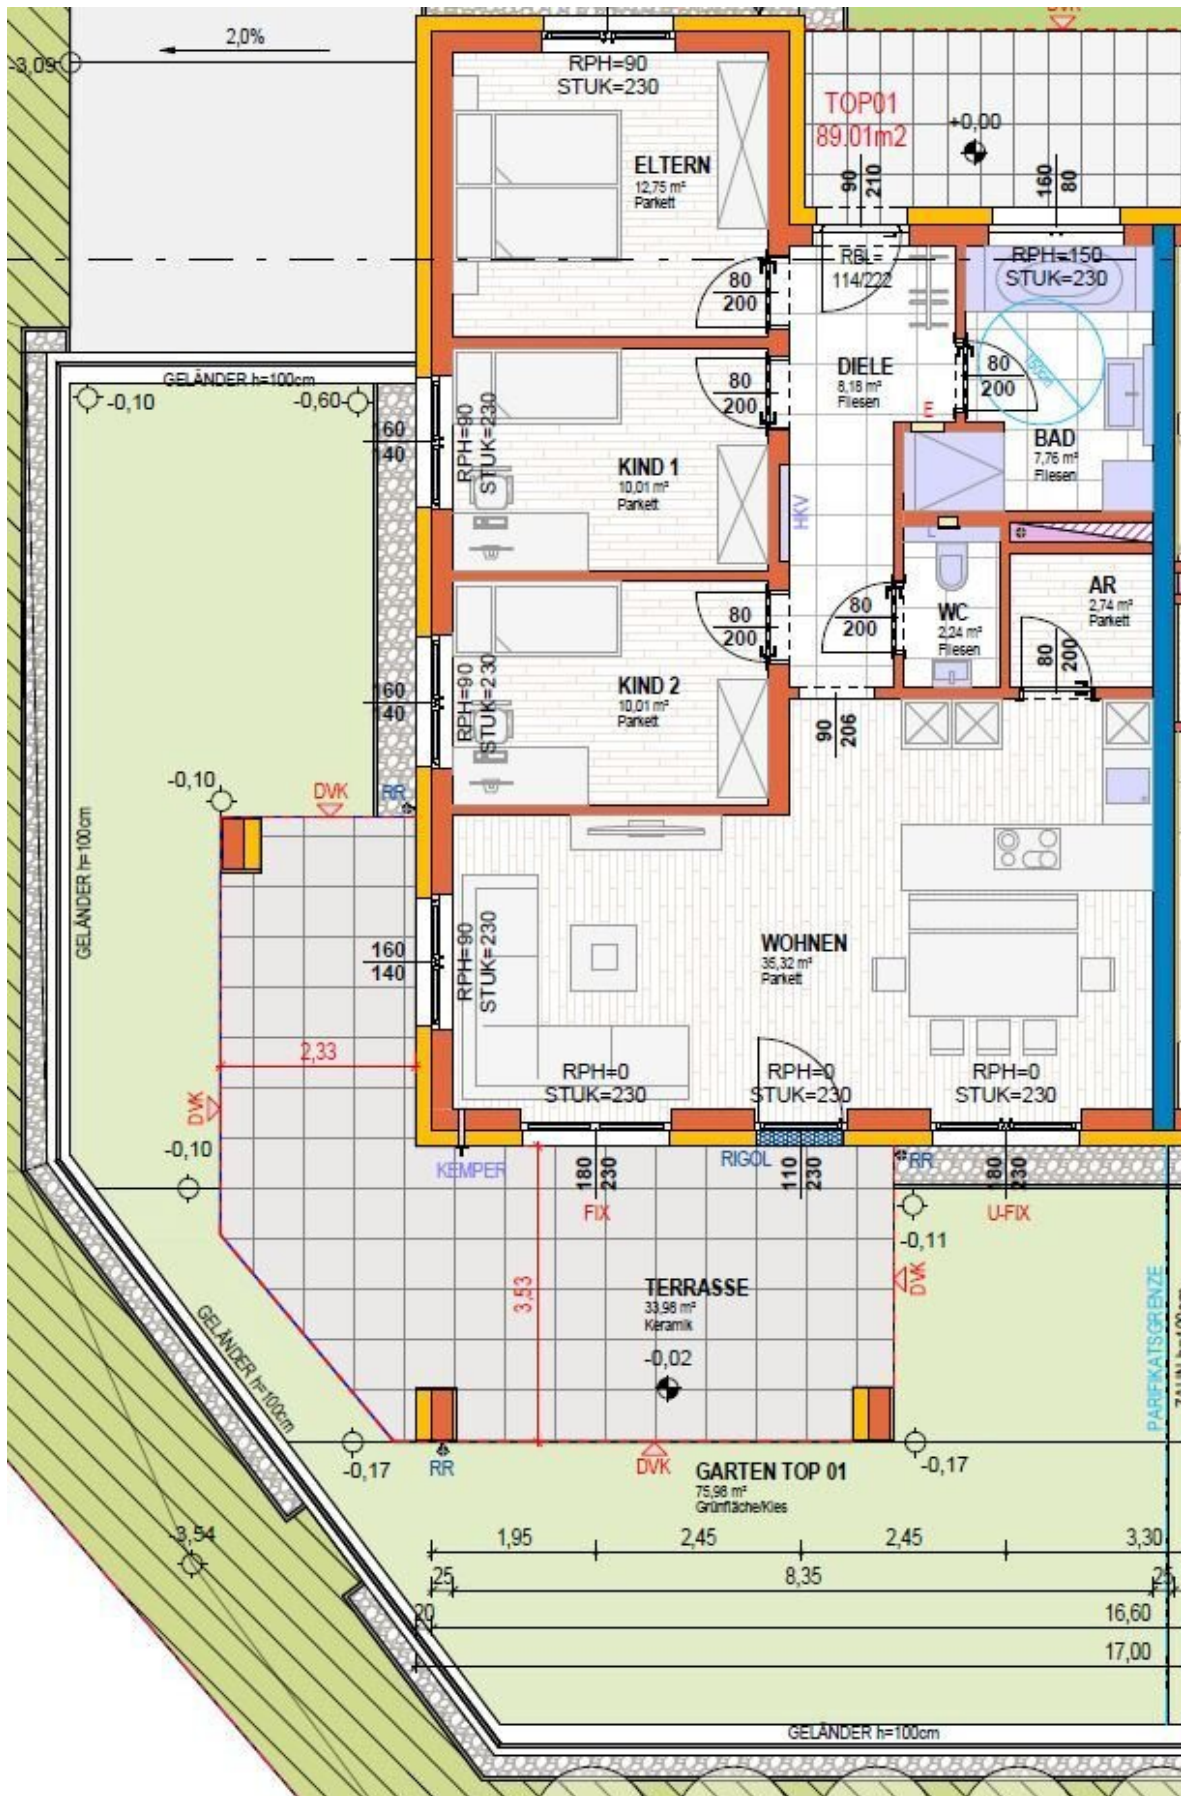 2,0%
-3,09
RPH=90
STUK=230
DVK
TOP01
89.01m2
+0,00
ELTERN
12,75 m²
Parkett
90
210
160
80
RBL=
114/222
RPH=150
STUK=230
80
200
GELÄNDER h=100cm
-0,10
-0,60
160
140
RPH=90
STUK=230
80
200
DIELE
8,18 m²
Fliesen
80
200
150cm
E
KIND 1
10,01 m²
Parkett
BAD
7,76 m²
Fliesen
HKV
L
80
200
80
200
WC
2,24 m²
Fliesen
AR
2,74 m²
Parkett
80
200
160
140
RPH=90
STUK=230
KIND 2
10,01 m²
Parkett
90
206
-0,10
DVK
RR
GELÄNDER h=100cm
160
140
RPH=90
STUK=230
WOHNEN
35,32 m²
Parkett
2,33
DVK
RPH=0
STUK=230
RPH=0
STUK=230
RPH=0
STUK=230
-0,10
KEMPER
180
230
FIX
RIGOL
110
230
RR
180
230
U-FIX
-0,11
DVK
3,53
TERRASSE
33,98 m²
Keramik
-0,02
PARIFIKATSGRENZE
ZAUN h=100cm
GELÄNDER h=100cm
-0,17
RR
DVK
GARTEN TOP 01
75,98 m²
Grünfläche/Kies
-0,17
-3,54
1,95
2,45
2,45
3,30
25
8,35
25
20
16,60
17,00
GELÄNDER h=100cm